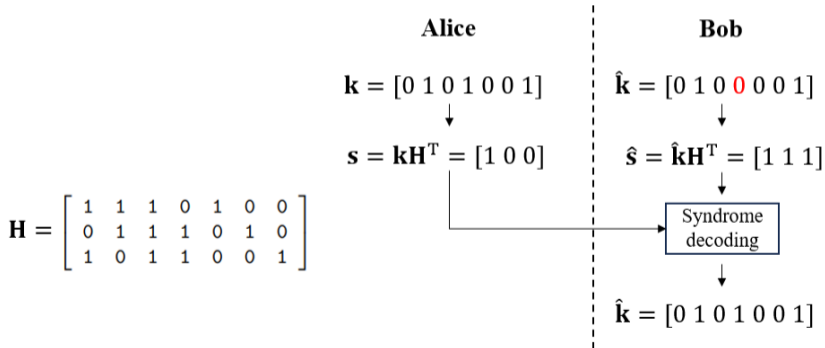 Alice
Bob
k = [0 1 0 1 0 0 1]
k̂ = [0 1 0 0 0 0 1]
s = kHᵀ = [1 0 0]
ŝ = k̂Hᵀ = [1 1 1]
H =
1 1 1 0 1 0 0
0 1 1 1 0 1 0
1 0 1 1 0 0 1
Syndrome
decoding
k̂ = [0 1 0 1 0 0 1]